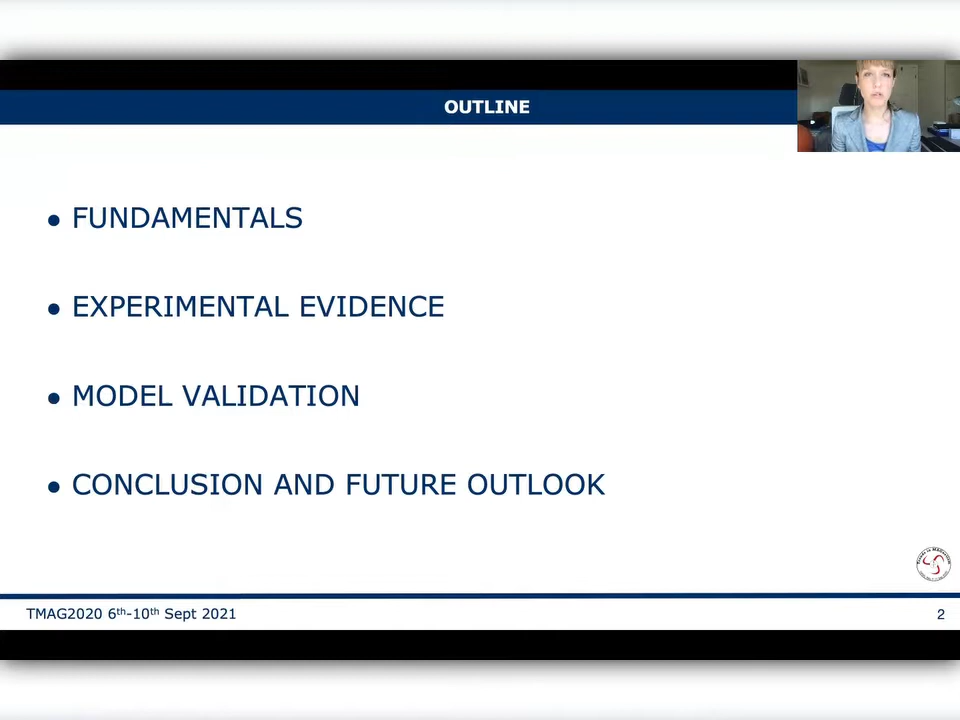 OUTLINE
● FUNDAMENTALS
● EXPERIMENTAL EVIDENCE
● MODEL VALIDATION
● CONCLUSION AND FUTURE OUTLOOK
TMAG2020 6th-10th Sept 2021
2